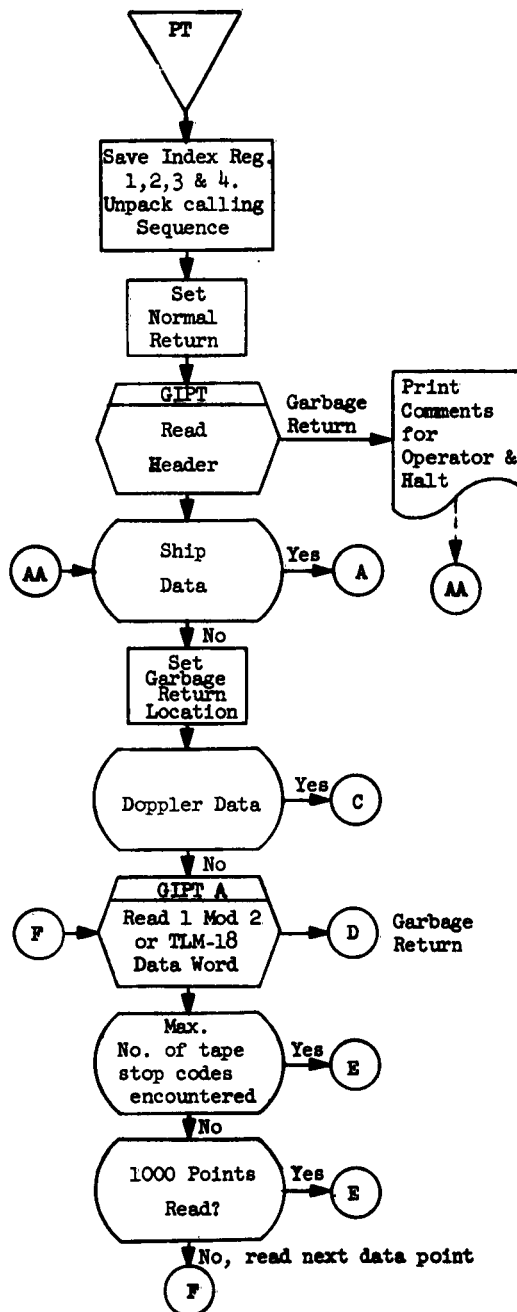 PT
Save Index Reg.
1,2,3 & 4.
Unpack calling
Sequence
Set
Normal
Return
GIPT
Read
Header
Garbage
Return
Print
Comments
for
Operator &
Halt
AA
AA
Ship
Data
Yes
A
No
Set
Garbage
Return
Location
Doppler Data
Yes
C
No
GIPT A
F
Read 1 Mod 2
or TLM-18
Data Word
D
Garbage
Return
Max.
No. of tape
stop codes
encountered
Yes
E
No
1000 Points
Read?
Yes
E
No, read next data point
F